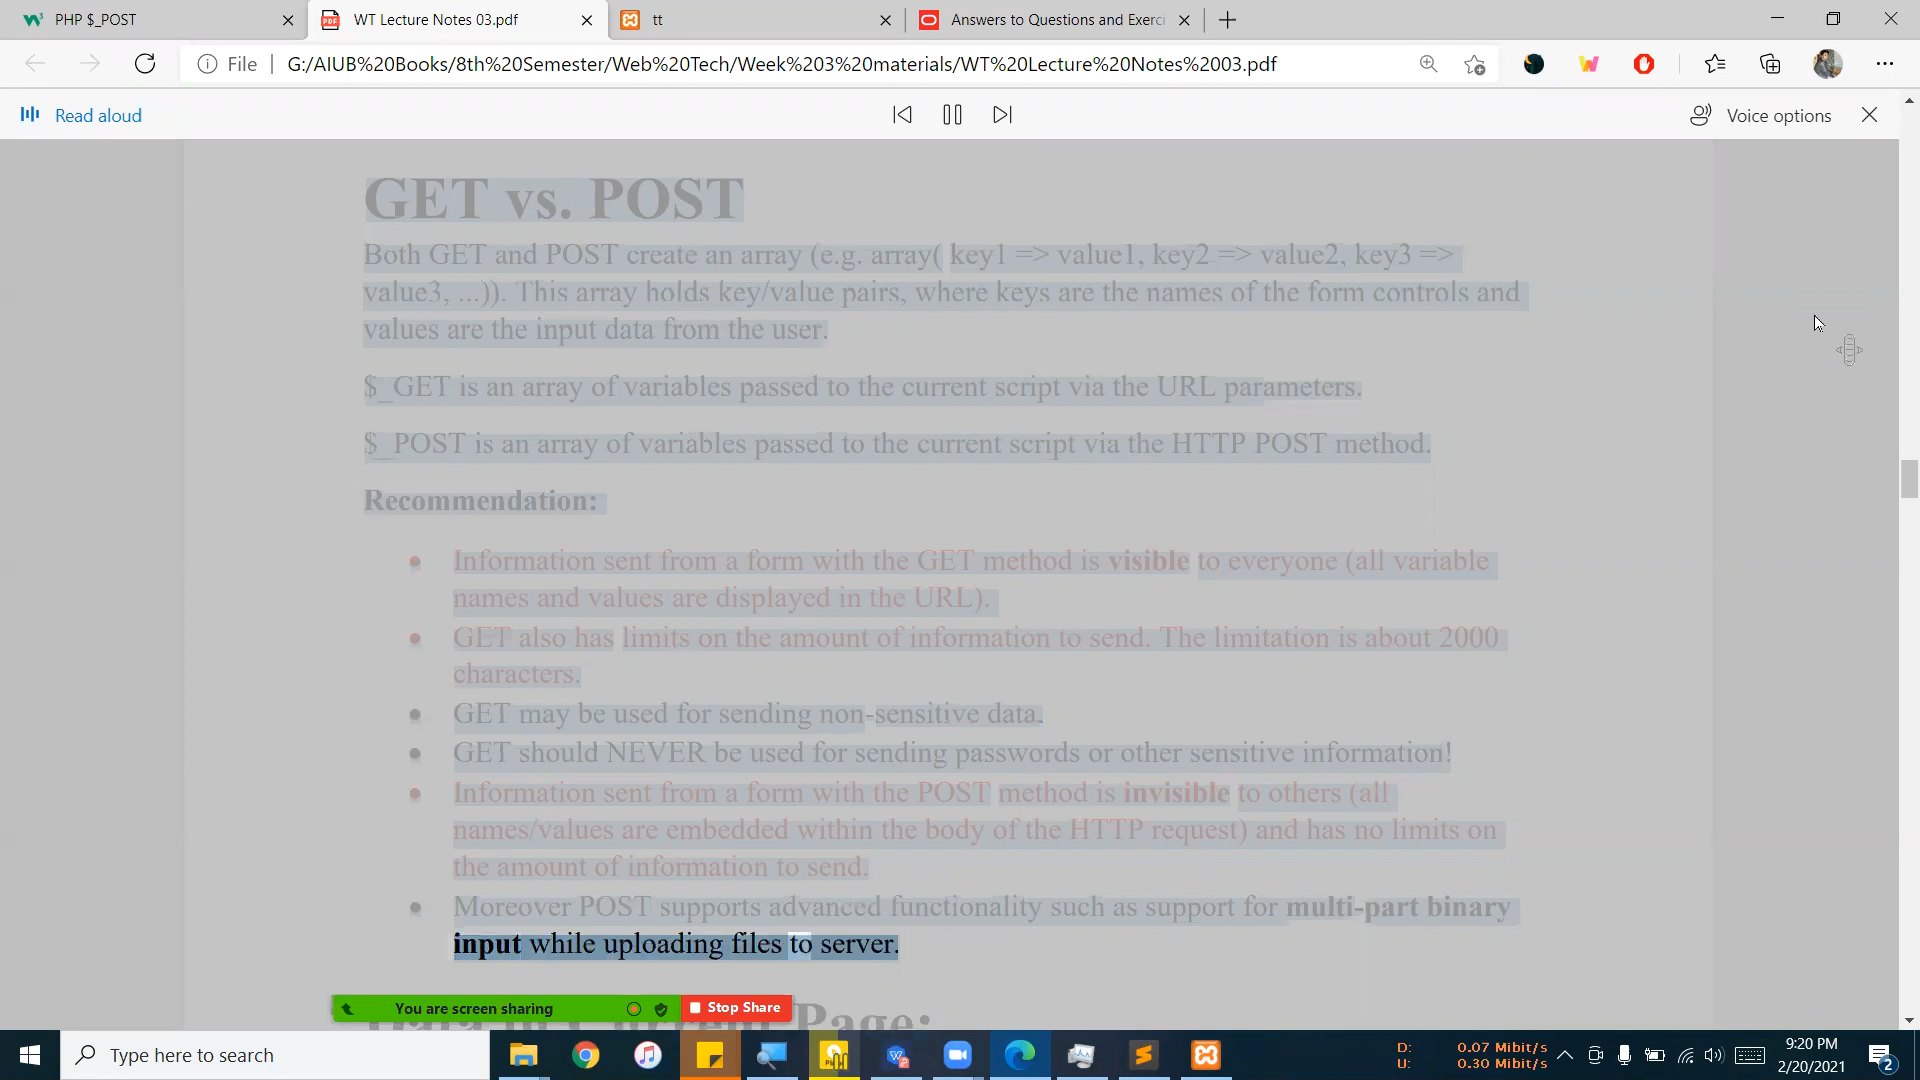 PHP $_POST
WT Lecture Notes 03.pdf
tt
Answers to Questions and Exerci
File
G:/AIUB%20Books/8th%20Semester/Web%20Tech/Week%203%20materials/WT%20Lecture%20Notes%2003.pdf
Read aloud
Voice options
GET vs. POST
Both GET and POST create an array (e.g. array( key1 => value1, key2 => value2, key3 =>
value3, ...)). This array holds key/value pairs, where keys are the names of the form controls and
values are the input data from the user.
$_GET is an array of variables passed to the current script via the URL parameters.
$_POST is an array of variables passed to the current script via the HTTP POST method.
Recommendation:
• Information sent from a form with the GET method is visible to everyone (all variable
names and values are displayed in the URL).
• GET also has limits on the amount of information to send. The limitation is about 2000
characters.
• GET may be used for sending non-sensitive data.
• GET should NEVER be used for sending passwords or other sensitive information!
• Information sent from a form with the POST method is invisible to others (all
names/values are embedded within the body of the HTTP request) and has no limits on
the amount of information to send.
• Moreover POST supports advanced functionality such as support for multi-part binary
input while uploading files to server.
You are screen sharing
Stop Share
Page:
Type here to search
D: 0.07 Mibit/s
U: 0.30 Mibit/s
9:20 PM
2/20/2021
2